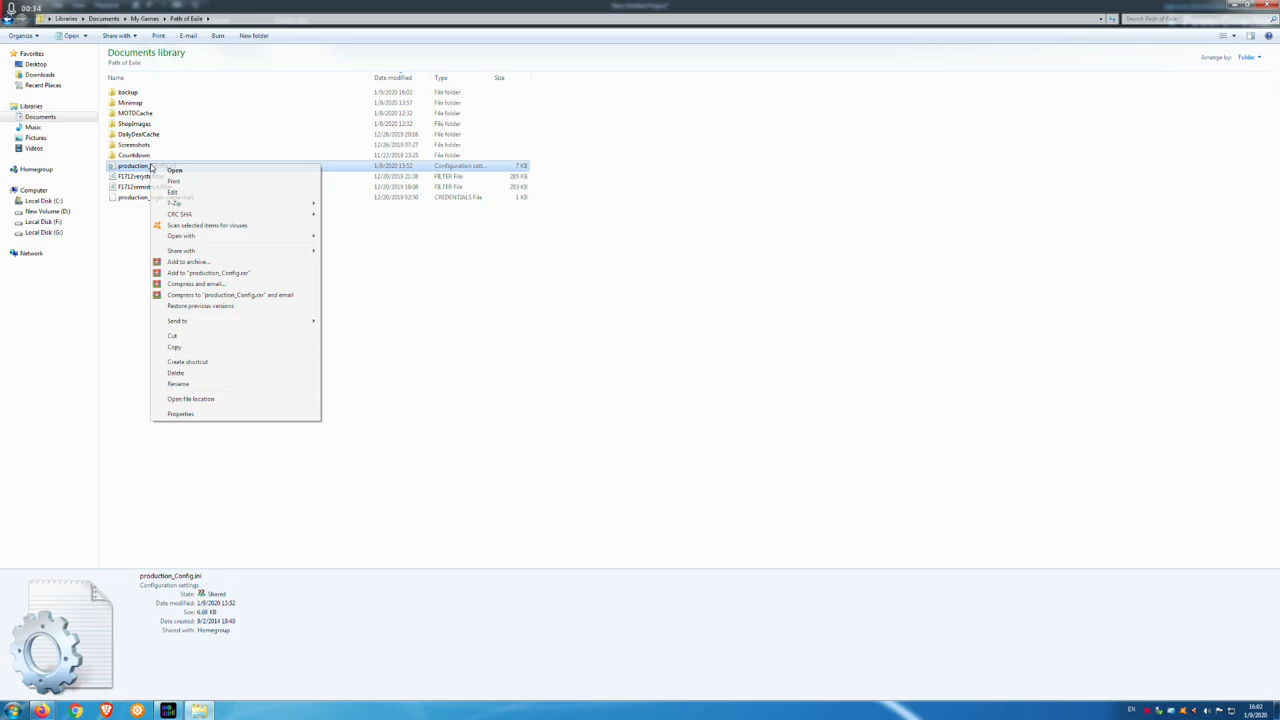 00:34
Libraries ▸ Documents ▸ My Games ▸ Path of Exile ▸
Search Path of Exile
Organize Open Share with Print E-mail Burn New folder
Favorites
Desktop
Downloads
Recent Places
Libraries
Documents
Music
Pictures
Videos
Homegroup
Computer
Local Disk (C:)
New Volume (D:)
Local Disk (F:)
Local Disk (G:)
Network
Documents library
Path of Exile
Arrange by: Folder
Name Date modified Type Size
backup 1/9/2020 16:02 File folder
Minimap 1/9/2020 13:57 File folder
MOTDCache 1/9/2020 12:32 File folder
ShopImages 1/9/2020 12:32 File folder
DailyDealCache 12/26/2019 20:16 File folder
Screenshots 12/26/2019 07:27 File folder
Countdown 11/22/2019 23:25 File folder
production_ 1/9/2020 13:52 Configuration sett... 7 KB
12/20/2019 21:38 FILTER File 285 KB
12/20/2019 18:08 FILTER File 283 KB
12/20/2019 02:50 CREDENTIALS File 1 KB
Open
Print
Edit
7-Zip
CRC SHA
Scan selected items for viruses
Open with
Share with
Add to archive...
Add to "production_Config.rar"
Compress and email...
Compress to "production_Config.rar" and email
Restore previous versions
Send to
Cut
Copy
Create shortcut
Delete
Rename
Open file location
Properties
production_Config.ini
Configuration settings
State: Shared
Date modified: 1/9/2020 13:52
Size: 6.68 KB
Date created: 9/2/2014 19:49
Shared with: Homegroup
EN
16:02
1/9/2020